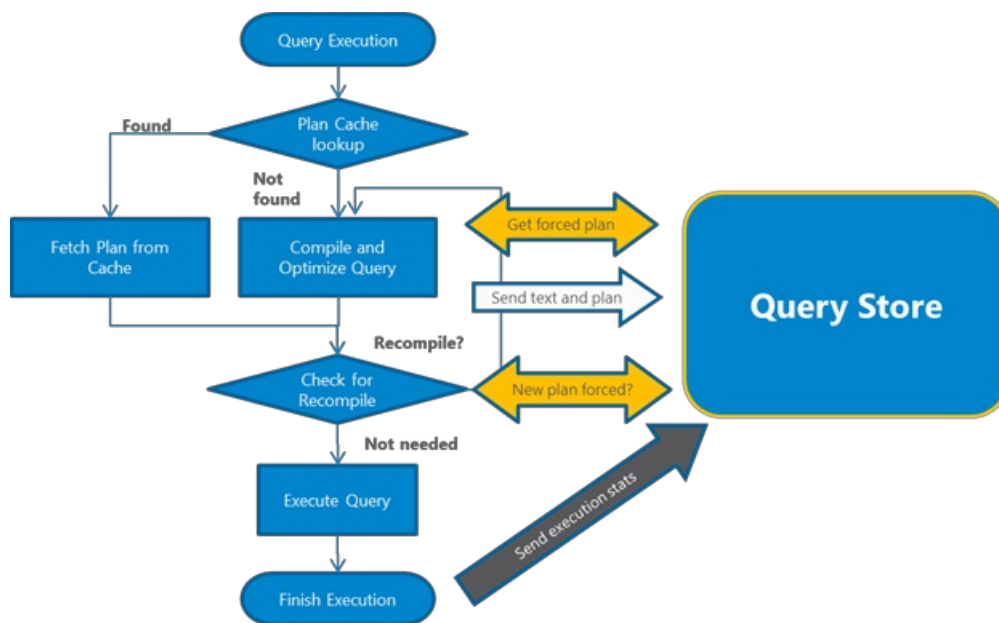 Query Execution
Found
Plan Cache
lookup
Not
found
Fetch Plan from
Cache
Compile and
Optimize Query
Get forced plan
Send text and plan
Query Store
Recompile?
Check for
Recompile
New plan forced?
Not needed
Execute Query
Send execution stats
Finish Execution